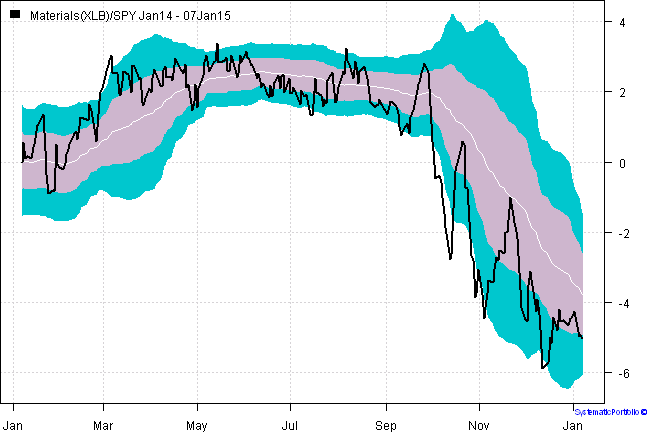 Materials(XLB)/SPY Jan14 - 07Jan15
4
2
0
-2
-4
-6
Jan
Mar
May
Jul
Sep
Nov
Jan
SystematicPortfolio ©